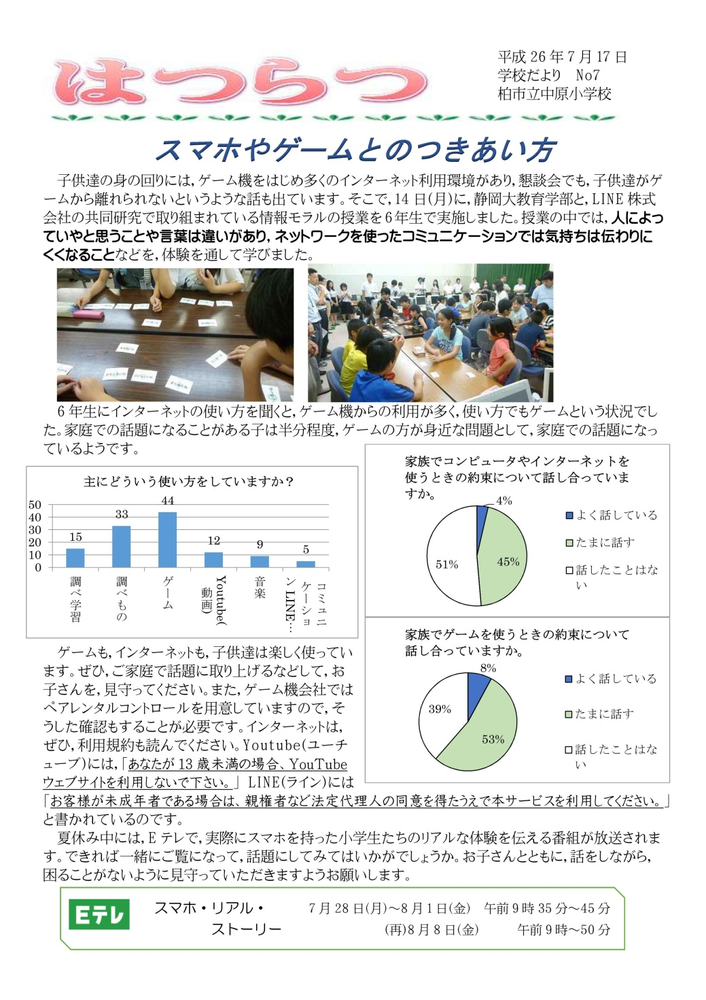 はつらつ
平成26年7月17日
学校だより　No7
柏市立中原小学校
スマホやゲームとのつきあい方
子供達の身の回りには,ゲーム機をはじめ多くのインターネット利用環境があり,懇談会でも,子供達がゲ
ームから離れられないというような話も出ています。そこで,14日(月)に,静岡大教育学部と,LINE株式
会社の共同研究で取り組まれている情報モラルの授業を6年生で実施しました。授業の中では,人によっ
ていやと思うことや言葉は違いがあり,ネットワークを使ったコミュニケーションでは気持ちは伝わりに
くくなることなどを,体験を通して学びました。
6年生にインターネットの使い方を聞くと,ゲーム機からの利用が多く,使い方でもゲームという状況でし
た。家庭での話題になることがある子は半分程度,ゲームの方が身近な問題として,家庭での話題になっ
ているようです。
主にどういう使い方をしていますか？
50
40
30
20
10
0
15
33
44
12
9
5
調べ学習
調べもの
ゲーム
Youtube(
動画)
音楽
コミュニ
ケーショ
ンLINE…
家族でコンピュータやインターネットを
使うときの約束について話し合っていま
すか。
4%
45%
51%
よく話している
たまに話す
話したことはな
い
家族でゲームを使うときの約束について
話し合っていますか。
8%
53%
39%
よく話している
たまに話す
話したことはな
い
ゲームも,インターネットも,子供達は楽しく使ってい
ます。ぜひ,ご家庭で話題に取り上げるなどして,お
子さんを,見守ってください。また,ゲーム機会社では
ペアレンタルコントロールを用意していますので,そ
うした確認もすることが必要です。インターネットは,
ぜひ,利用規約も読んでください。Youtube(ユーチ
ューブ)には,「あなたが13歳未満の場合、YouTube
ウェブサイトを利用しないで下さい。」LINE(ライン)には
「お客様が未成年者である場合は、親権者など法定代理人の同意を得たうえで本サービスを利用してください。」
と書かれているのです。
夏休み中には,Eテレで,実際にスマホを持った小学生たちのリアルな体験を伝える番組が放送されま
す。できれば一緒にご覧になって,話題にしてみてはいかがでしょうか。お子さんとともに,話をしながら,
困ることがないように見守っていただきますようお願いします。
Eテレ
スマホ・リアル・
ストーリー
7月28日(月)～8月1日(金)　午前9時35分～45分
(再)8月8日(金)　午前9時～50分